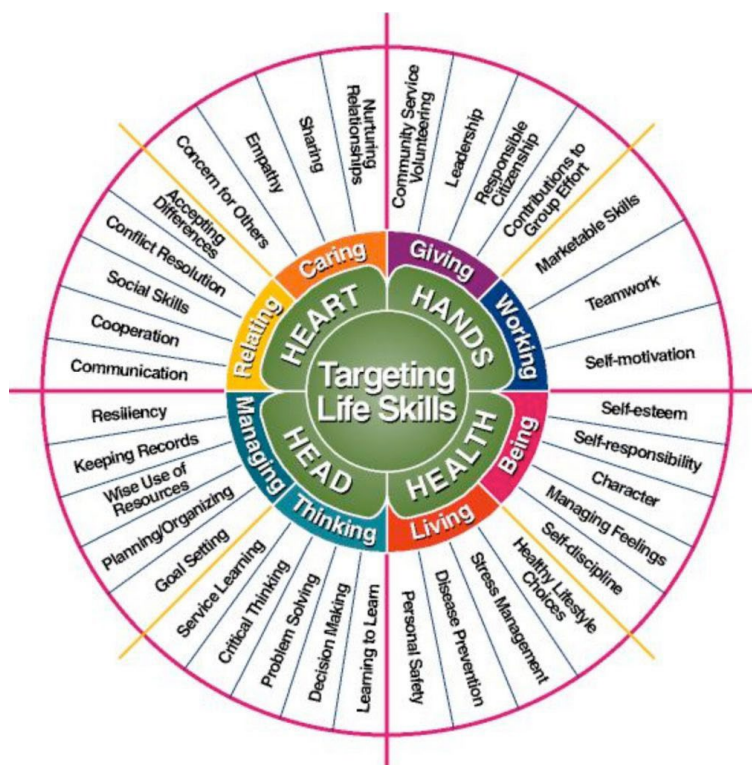 Targeting
Life Skills
HEART
HANDS
HEALTH
HEAD
Relating
Caring
Giving
Working
Being
Living
Thinking
Managing
Communication
Cooperation
Social Skills
Conflict Resolution
Accepting
Differences
Concern for Others
Empathy
Sharing
Nurturing
Relationships
Community Service
Volunteering
Leadership
Responsible
Citizenship
Contributions to
Group Effort
Marketable Skills
Teamwork
Self-motivation
Self-esteem
Self-responsibility
Character
Managing Feelings
Self-discipline
Healthy Lifestyle
Choices
Stress Management
Disease Prevention
Personal Safety
Learning to Learn
Decision Making
Problem Solving
Critical Thinking
Service Learning
Goal Setting
Planning/Organizing
Wise Use of
Resources
Keeping Records
Resiliency